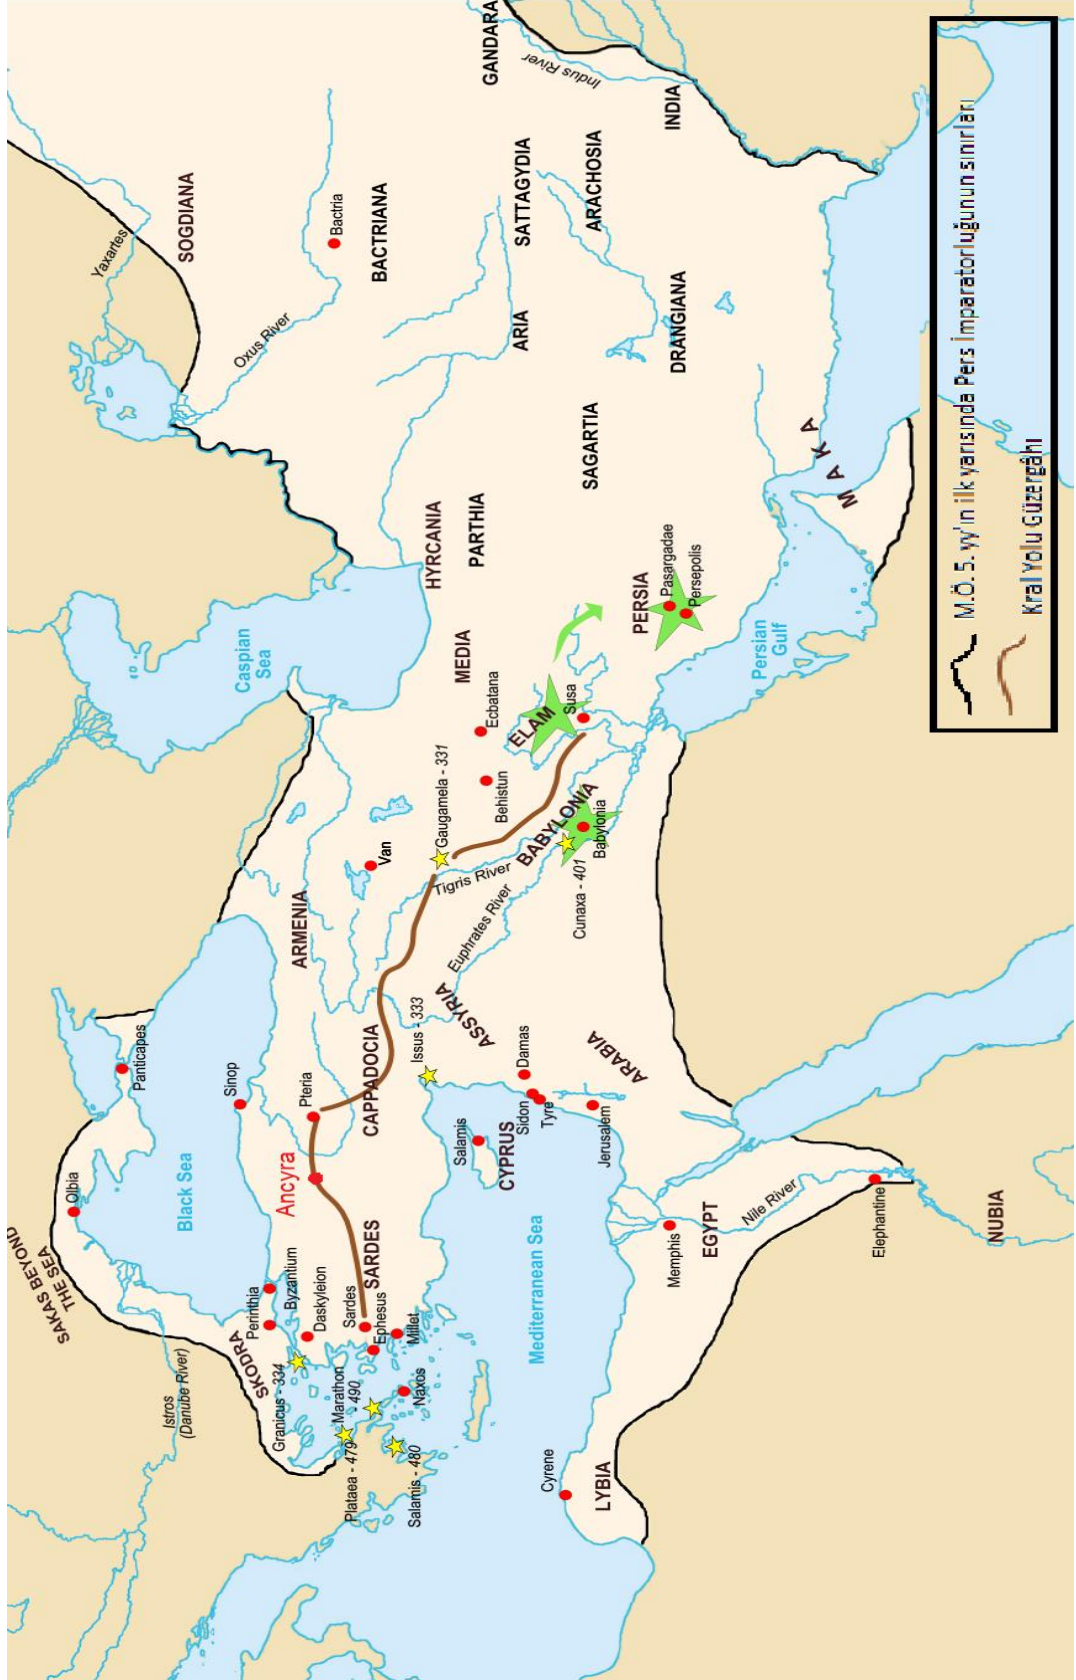 SAKAS BEYOND
THE SEA
Olbia
Panticapes
Yaxartes
SOGDIANA
Istros
(Danube River)
Black Sea
Sinop
Caspian
Sea
Oxus River
Bactria
BACTRIANA
SKODRA
Perinthia
Byzantium
Daskyleion
Granicus - 334
Ancyra
Pteria
ARMENIA
Van
Plataea - 479
Marathon
- 490
Sardes
SARDES
Ephesus
Millet
Naxos
Salamis - 480
CAPPADOCIA
Issus - 333
Gaugamela - 331
Tigris River
Euphrates River
ASSYRIA
MEDIA
Ecbatana
Behistun
HYRCANIA
PARTHIA
ARIA
SATTAGYDIA
GANDARA
Indus River
Mediterranean Sea
Salamis
CYPRUS
Damas
Sidon
Tyre
Jerusalem
ARABIA
BABYLONIA
Babylonia
Cunaxa - 401
ELAM
Susa
SAGARTIA
ARACHOSIA
DRANGIANA
INDIA
Cyrene
LYBIA
PERSIA
Pasargadae
Persepolis
Persian
Gulf
MAKA
Memphis
EGYPT
Nile River
Elephantine
NUBIA
M.Ö. 5. yy'ın ilk yarısında Pers İmparatorluğunun sınırları
Kral Yolu Güzergâhı